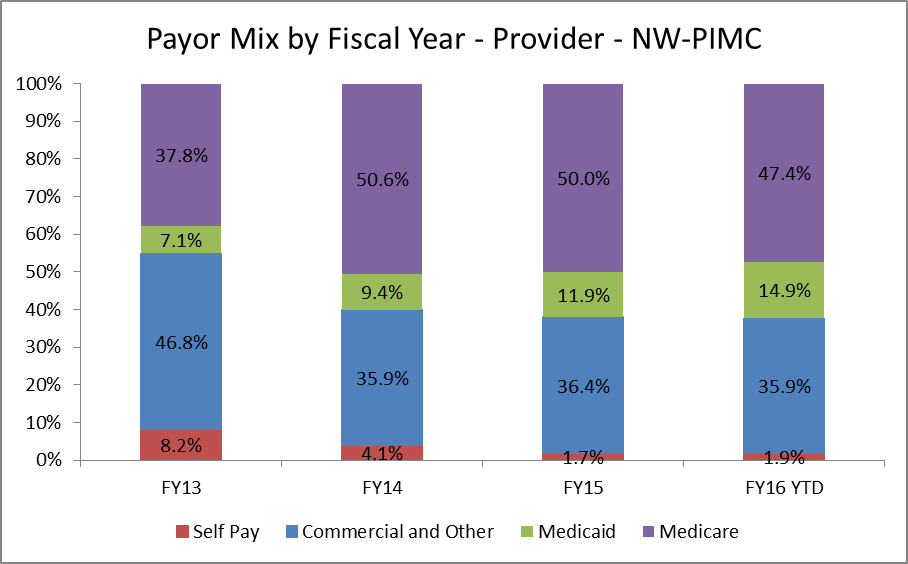 Payor Mix by Fiscal Year - Provider - NW-PIMC
100%
90%
80%
70%
60%
50%
40%
30%
20%
10%
0%
37.8% 50.6% 50.0% 47.4%
7.1% 9.4% 11.9% 14.9%
46.8% 35.9% 36.4% 35.9%
8.2% 4.1% 1.7% 1.9%
FY13 FY14 FY15 FY16 YTD
Self Pay Commercial and Other Medicaid Medicare